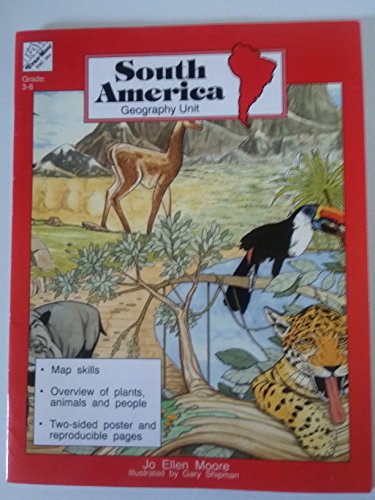 Grade:
3-6
South
America
Geography Unit
• Map skills
• Overview of plants,
animals and people
• Two-sided poster and
reproducible pages
Jo Ellen Moore
Illustrated by Gary Shipman